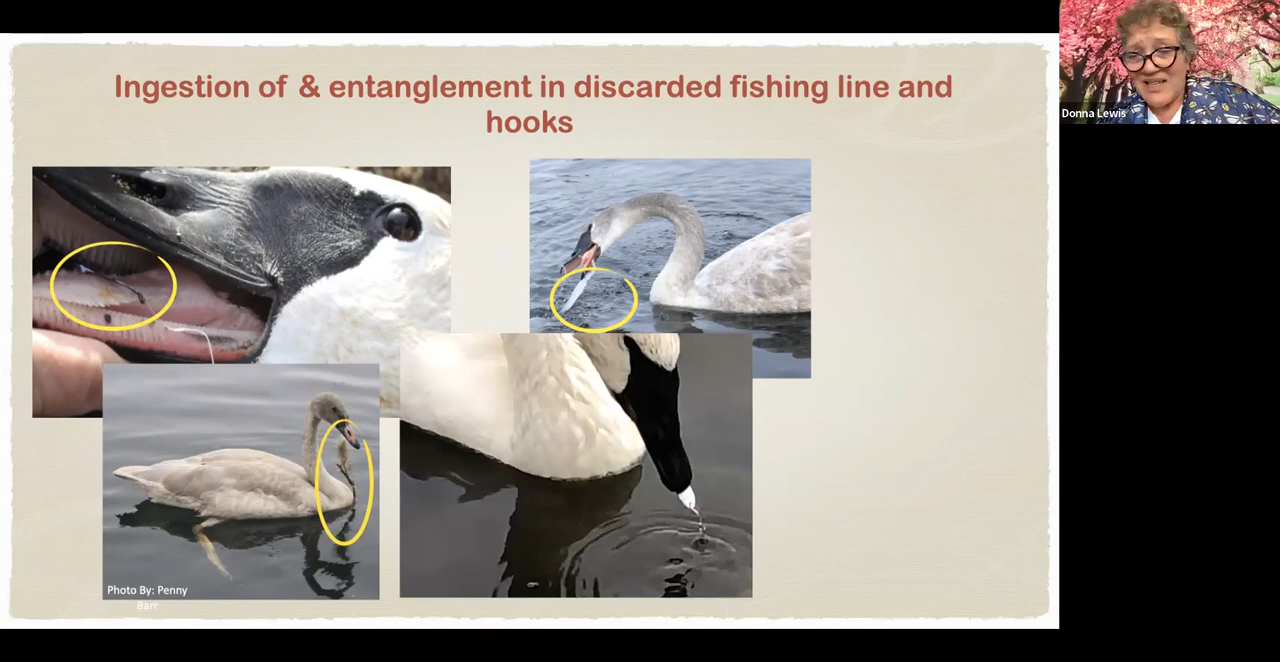 Ingestion of & entanglement in discarded fishing line and
hooks
Donna Lewis
Photo By: Penny
Barr